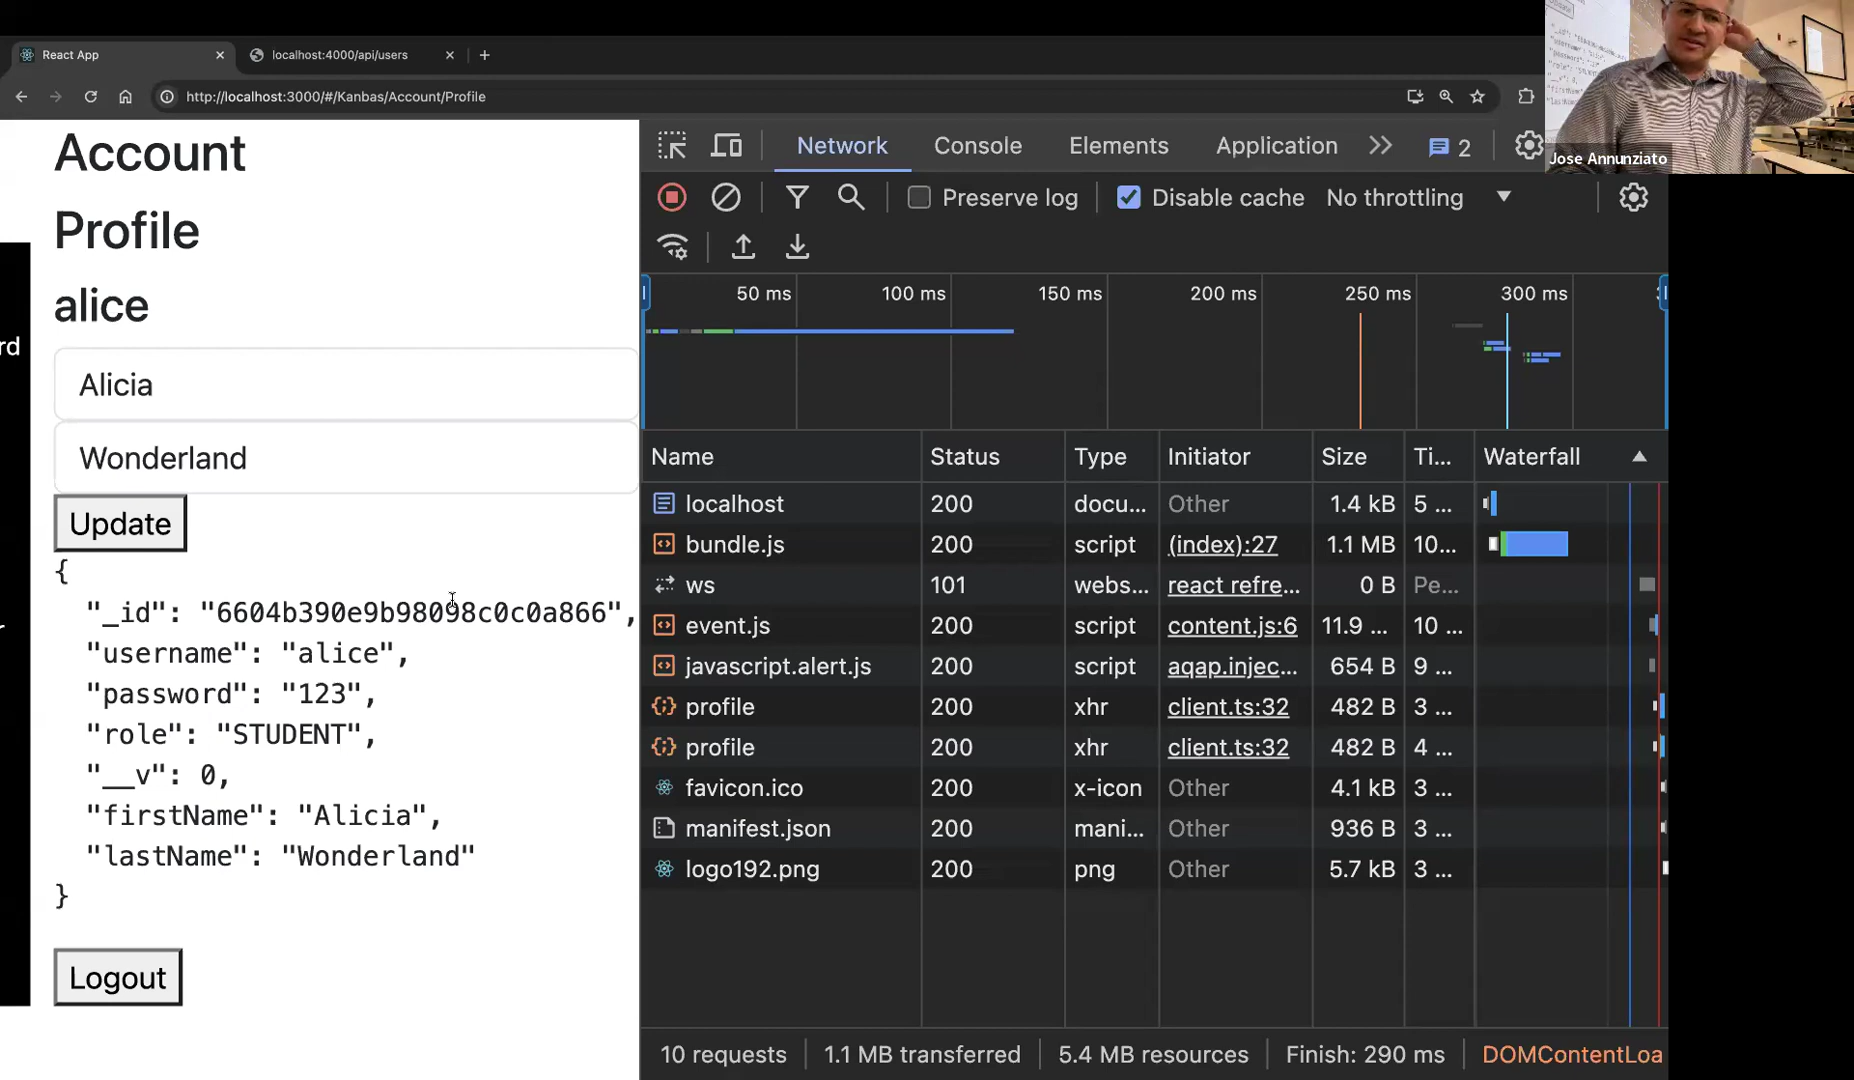 React App
localhost:4000/api/users
http://localhost:3000/#/Kanbas/Account/Profile
Jose Annunziato
Account
Profile
alice
Alicia
Wonderland
Update
{
"_id": "6604b390e9b98098c0c0a866",
"username": "alice",
"password": "123",
"role": "STUDENT",
"__v": 0,
"firstName": "Alicia",
"lastName": "Wonderland"
}
Logout
rd
Network Console Elements Application 2
Preserve log Disable cache No throttling
50 ms 100 ms 150 ms 200 ms 250 ms 300 ms
Name Status Type Initiator Size Ti... Waterfall
localhost 200 docu... Other 1.4 kB 5 ...
bundle.js 200 script (index):27 1.1 MB 10...
ws 101 webs... react refre... 0 B Pe...
event.js 200 script content.js:6 11.9 ... 10 ...
javascript.alert.js 200 script aqap.injec... 654 B 9 ...
profile 200 xhr client.ts:32 482 B 3 ...
profile 200 xhr client.ts:32 482 B 4 ...
favicon.ico 200 x-icon Other 4.1 kB 3 ...
manifest.json 200 mani... Other 936 B 3 ...
logo192.png 200 png Other 5.7 kB 3 ...
10 requests 1.1 MB transferred 5.4 MB resources Finish: 290 ms DOMContentLoa